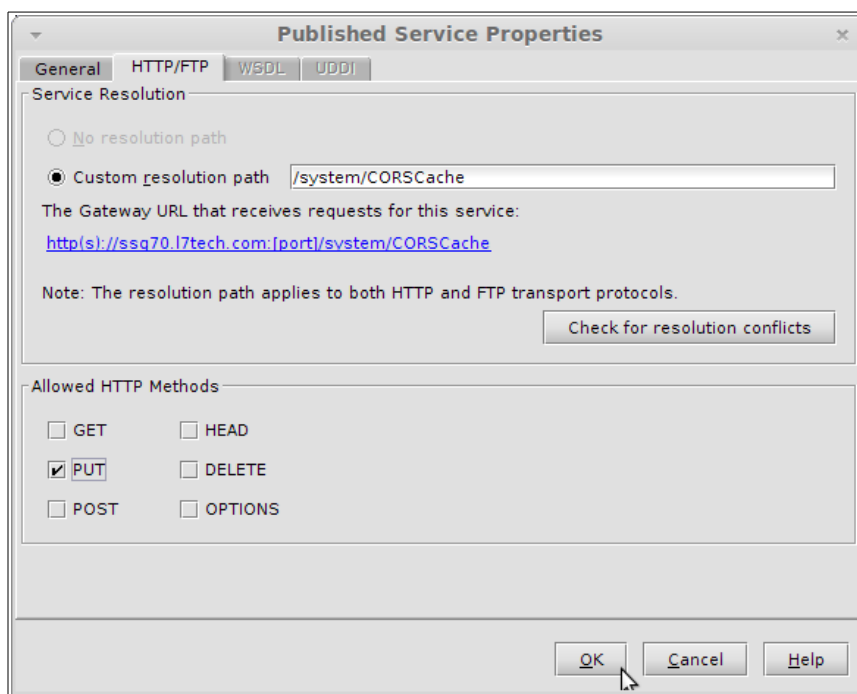 Published Service Properties
General HTTP/FTP WSDL UDDI
Service Resolution
No resolution path
Custom resolution path /system/CORSCache
The Gateway URL that receives requests for this service:
http(s)://ssg70.l7tech.com:[port]/system/CORSCache
Note: The resolution path applies to both HTTP and FTP transport protocols.
Check for resolution conflicts
Allowed HTTP Methods
GET HEAD
PUT DELETE
POST OPTIONS
OK Cancel Help